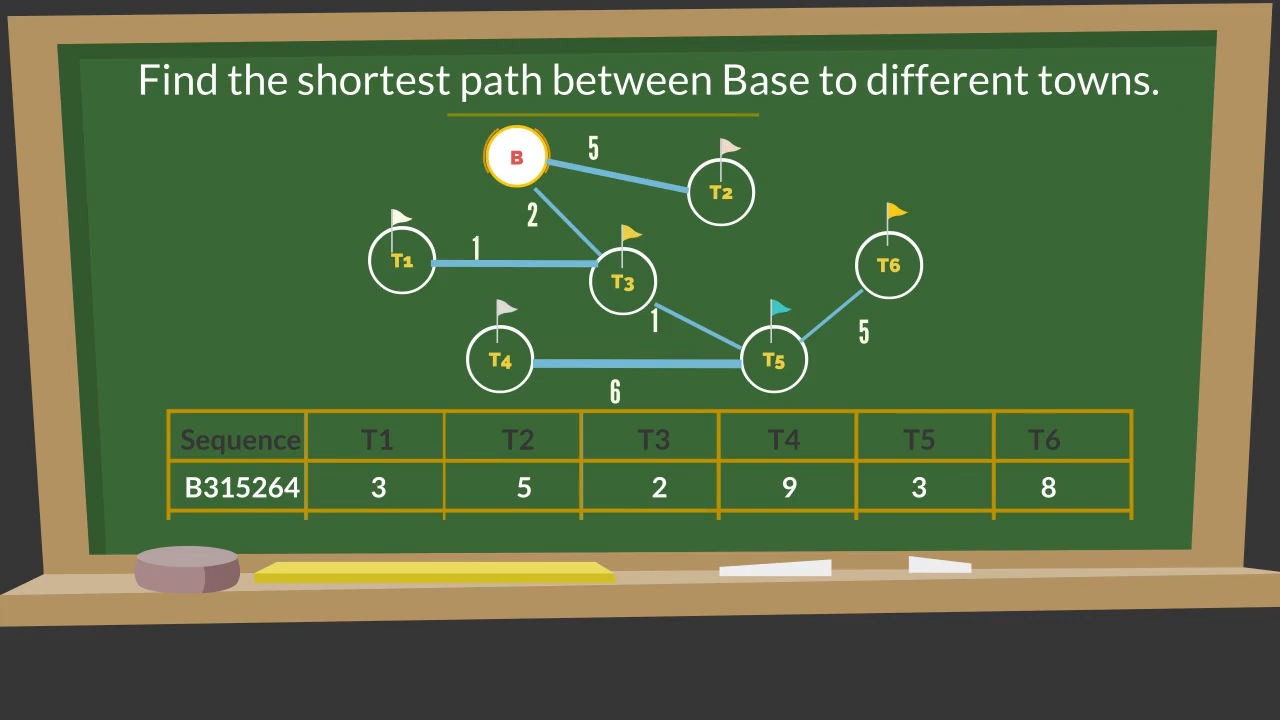 Find the shortest path between Base to different towns.
B
5
T2
2
T1
1
T3
T6
1
5
T4
T5
6
Sequence T1 T2 T3 T4 T5 T6
B315264 3 5 2 9 3 8